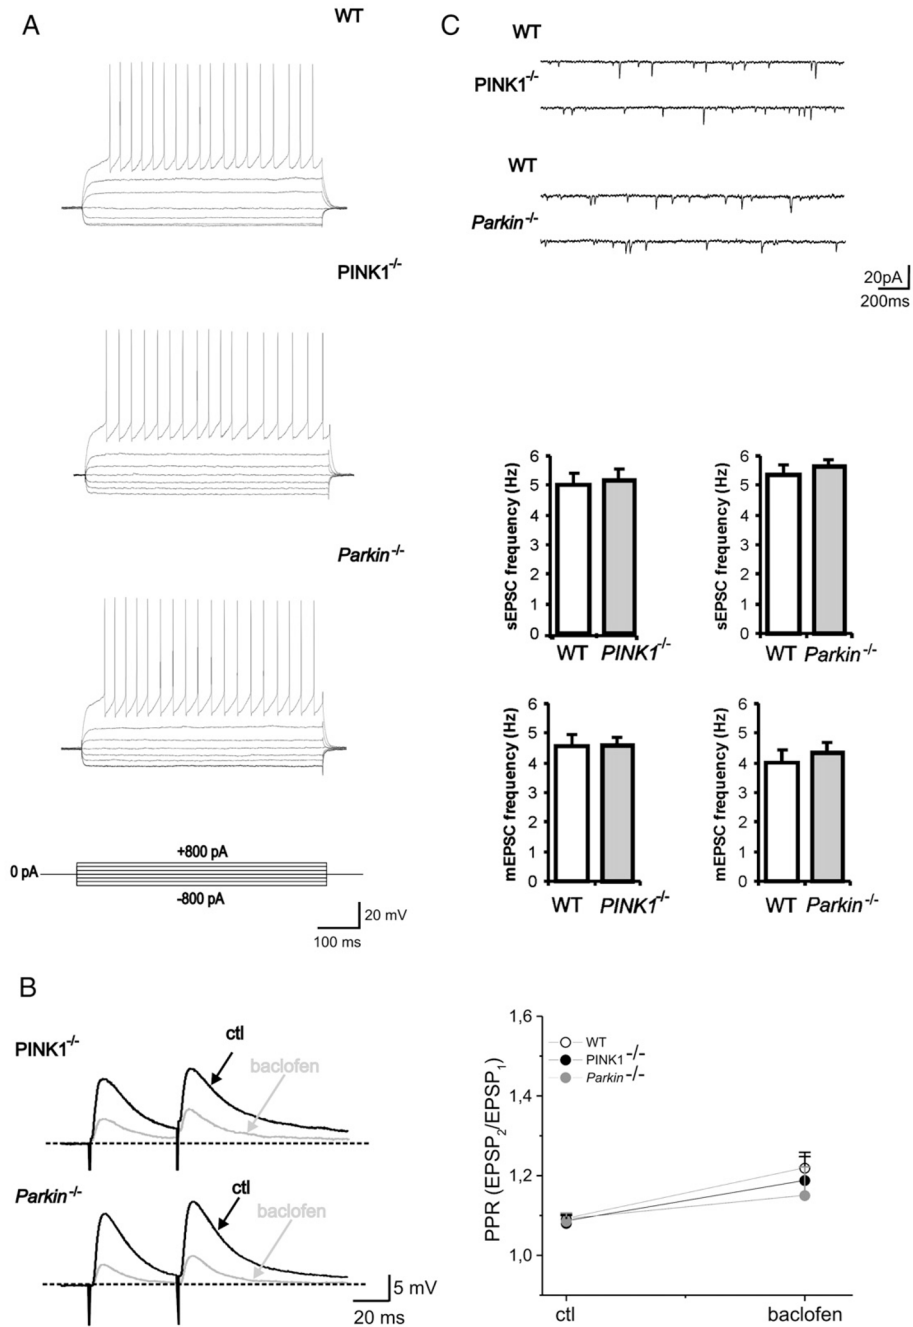 A
WT
PINK1-/-
Parkin-/-
+800 pA
0 pA
-800 pA
20 mV
100 ms
C
WT
PINK1-/-
WT
Parkin-/-
20pA
200ms
sEPSC frequency (Hz)
6
5
4
3
2
1
0
WT PINK1-/-
sEPSC frequency (Hz)
6
5
4
3
2
1
0
WT Parkin-/-
mEPSC frequency (Hz)
6
5
4
3
2
1
0
WT PINK1-/-
mEPSC frequency (Hz)
6
5
4
3
2
1
0
WT Parkin-/-
B
PINK1-/-
ctl
baclofen
Parkin-/-
ctl
baclofen
5 mV
20 ms
PPR (EPSP2/EPSP1)
1,6
1,4
1,2
1,0
WT
PINK1-/-
Parkin-/-
ctl baclofen